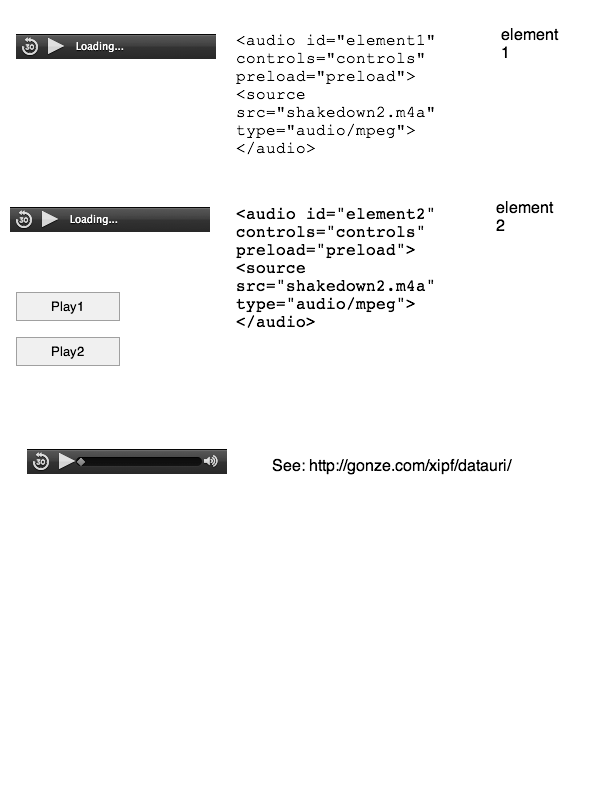 30 Loading...
<audio id="element1"
controls="controls"
preload="preload">
<source
src="shakedown2.m4a"
type="audio/mpeg">
</audio>
element
1
30 Loading...
<audio id="element2"
controls="controls"
preload="preload">
<source
src="shakedown2.m4a"
type="audio/mpeg">
</audio>
element
2
Play1
Play2
30
See: http://gonze.com/xipf/datauri/